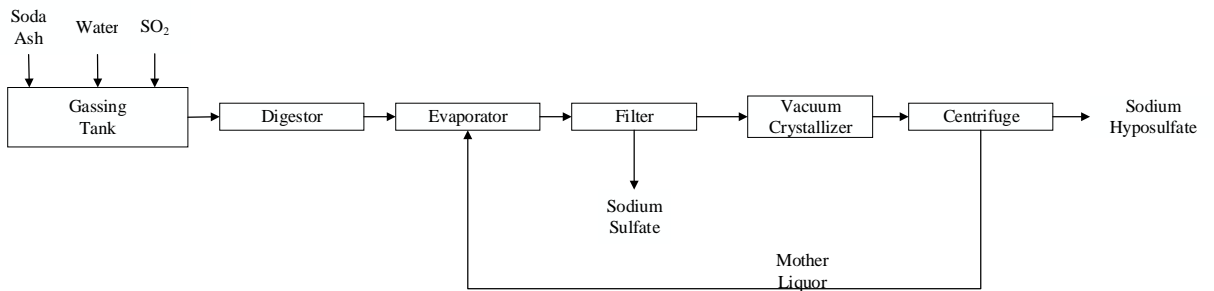 Soda
Ash
Water
SO₂
Gassing
Tank
Digestor
Evaporator
Filter
Vacuum
Crystallizer
Centrifuge
Sodium
Hyposulfate
Sodium
Sulfate
Mother
Liquor